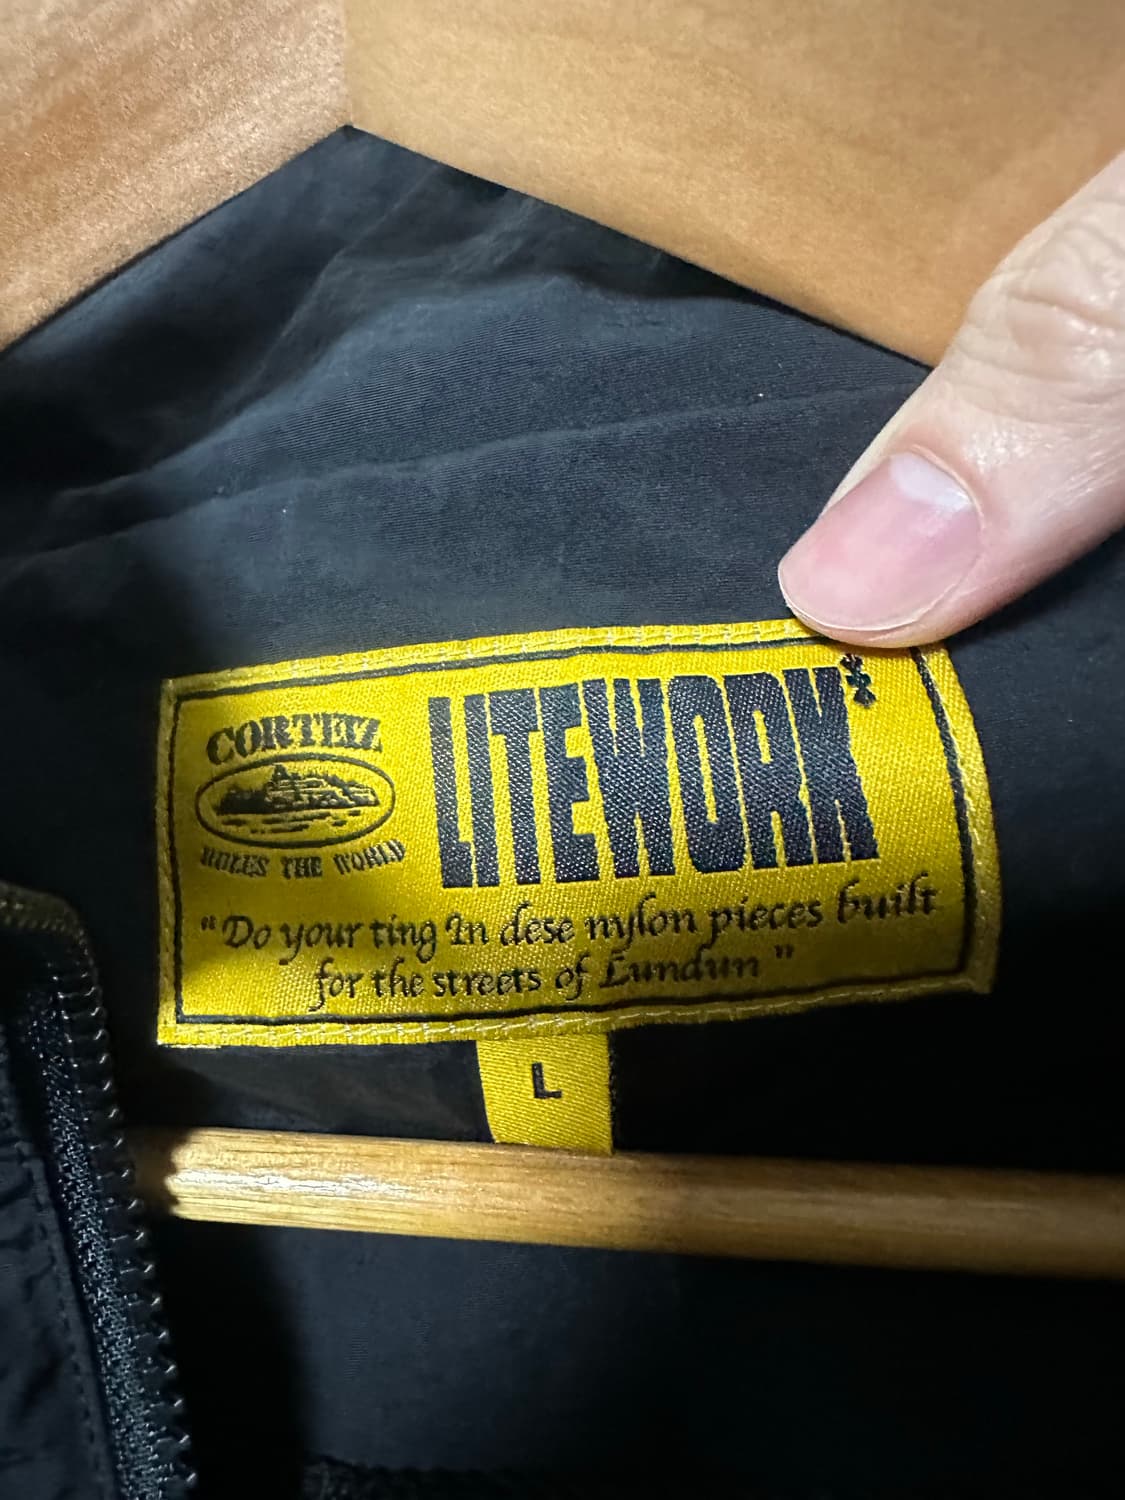 CORTEIZ
RULES THE WORLD
LITEWORK*
"Do your ting In dese nylon pieces built
for the streets of Lundun"
L